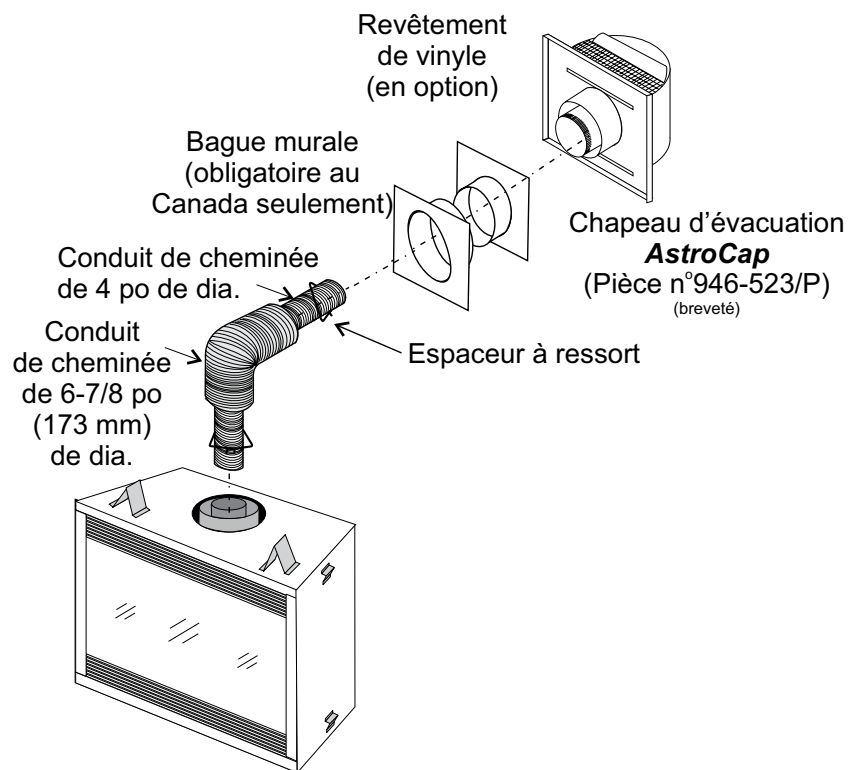 Revêtement
de vinyle
(en option)
Bague murale
(obligatoire au
Canada seulement)
Chapeau d’évacuation
AstroCap
(Pièce n°946-523/P)
(breveté)
Conduit de cheminée
de 4 po de dia.
Espaceur à ressort
Conduit
de cheminée
de 6-7/8 po
(173 mm)
de dia.